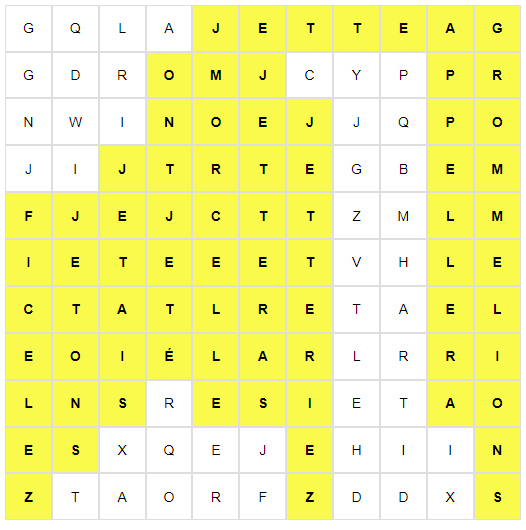 G Q L A J E T T E A G
G D R O M J C Y P P R
N W I N O E J J Q P O
J I J T R T E G B E M
F J E J C T T Z M L M
I E T E E E T V H L E
C T A T L R E T A E L
E O I É L A R L R R I
L N S R E S I E T A O
E S X Q E J E H I I N
Z T A O R F Z D D X S